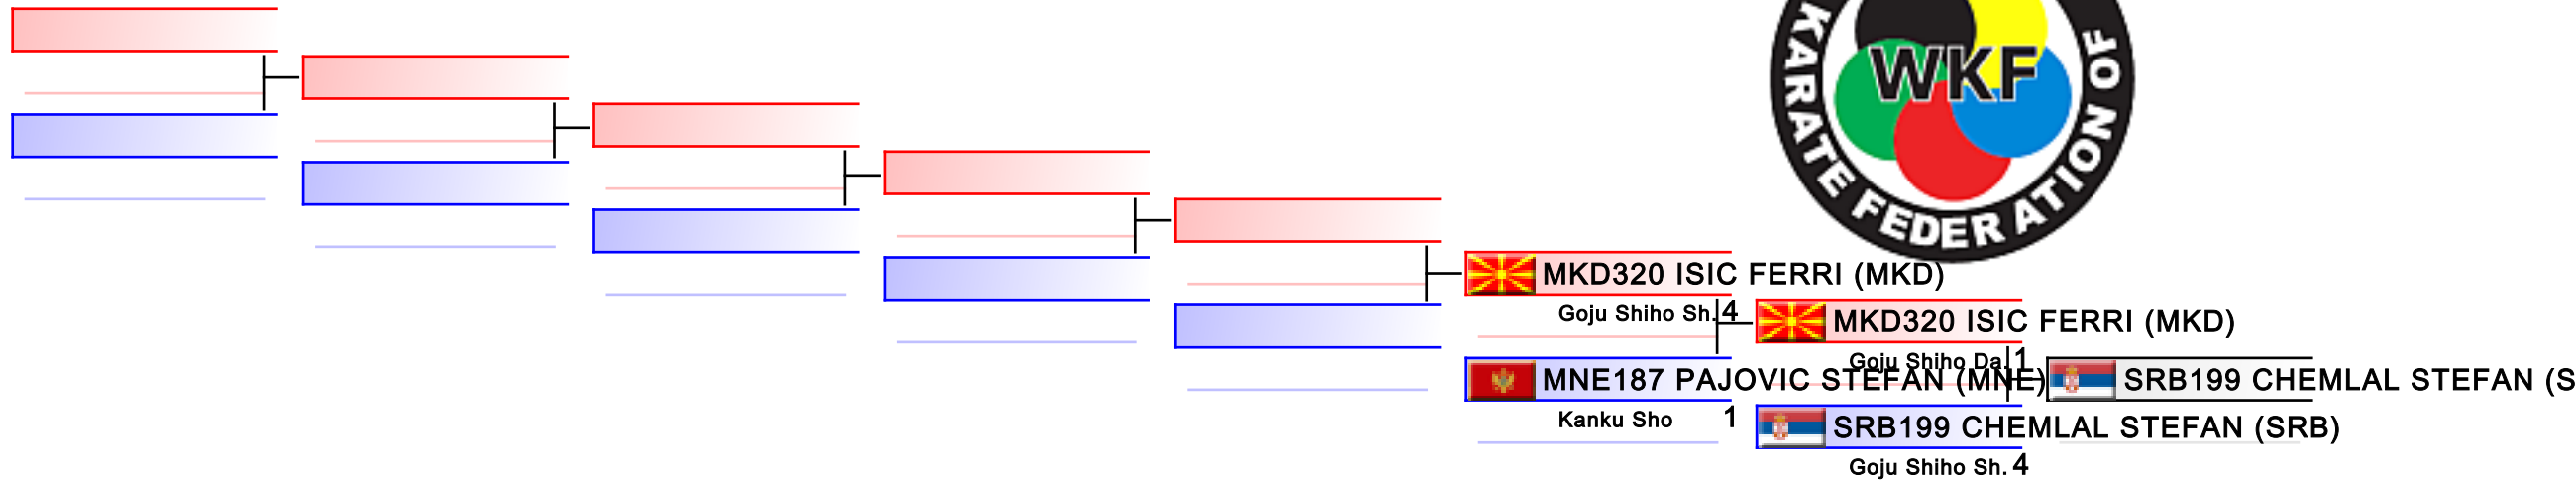 KARATE FEDERATION OF
WKF
MKD320 ISIC FERRI (MKD)
Goju Shiho Sh. 4
MKD320 ISIC FERRI (MKD)
Goju Shiho Da 1
MNE187 PAJOVIC STEFAN (MNE)
SRB199 CHEMLAL STEFAN (S
Kanku Sho 1
SRB199 CHEMLAL STEFAN (SRB)
Goju Shiho Sh. 4